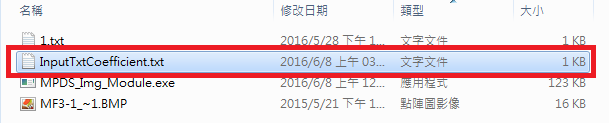 名稱 修改日期 類型 大小
1.txt 2016/5/28 下午 1... 文字文件 1 KB
InputTxtCoefficient.txt 2016/6/8 上午 03... 文字文件 1 KB
MPDS_Img_Module.exe 2016/6/8 上午 12... 應用程式 123 KB
MF3-1_~1.BMP 2015/5/21 下午 1... 點陣圖影像 16 KB